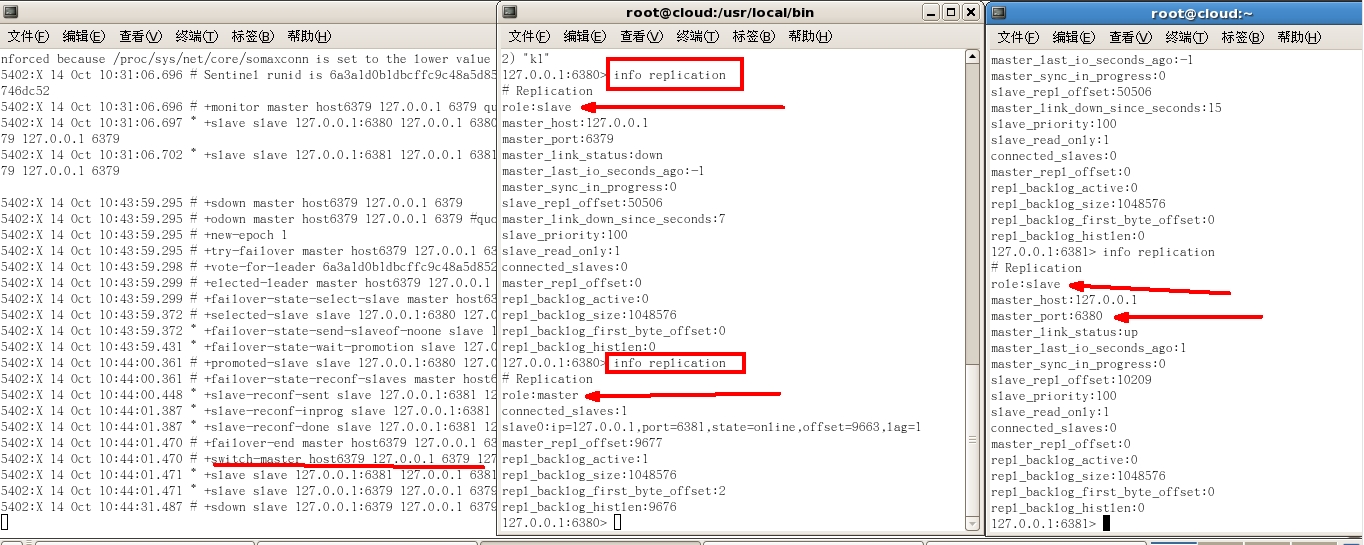 文件(F) 编辑(E) 查看(V) 终端(T) 标签(B) 帮助(H)
nforced because /proc/sys/net/core/somaxconn is set to the lower value
5402:X 14 Oct 10:31:06.696 # Sentinel runid is 6a3a1d0b1dbcffc9c48a5d85
746dc52
5402:X 14 Oct 10:31:06.696 # +monitor master host6379 127.0.0.1 6379 qu
5402:X 14 Oct 10:31:06.697 * +slave slave 127.0.0.1:6380 127.0.0.1 6380
79 127.0.0.1 6379
5402:X 14 Oct 10:31:06.702 * +slave slave 127.0.0.1:6381 127.0.0.1 6381
79 127.0.0.1 6379
5402:X 14 Oct 10:43:59.295 # +sdown master host6379 127.0.0.1 6379
5402:X 14 Oct 10:43:59.295 # +odown master host6379 127.0.0.1 6379 #quo
5402:X 14 Oct 10:43:59.295 # +new-epoch 1
5402:X 14 Oct 10:43:59.295 # +try-failover master host6379 127.0.0.1 63
5402:X 14 Oct 10:43:59.298 # +vote-for-leader 6a3a1d0b1dbcffc9c48a5d852
5402:X 14 Oct 10:43:59.299 # +elected-leader master host6379 127.0.0.1
5402:X 14 Oct 10:43:59.299 # +failover-state-select-slave master host63
5402:X 14 Oct 10:43:59.372 # +selected-slave slave 127.0.0.1:6380 127.0
5402:X 14 Oct 10:43:59.372 * +failover-state-send-slaveof-noone slave 1
5402:X 14 Oct 10:43:59.431 * +failover-state-wait-promotion slave 127.0
5402:X 14 Oct 10:44:00.361 # +promoted-slave slave 127.0.0.1:6380 127.0
5402:X 14 Oct 10:44:00.361 # +failover-state-reconf-slaves master host6
5402:X 14 Oct 10:44:00.448 * +slave-reconf-sent slave 127.0.0.1:6381 12
5402:X 14 Oct 10:44:01.387 * +slave-reconf-inprog slave 127.0.0.1:6381
5402:X 14 Oct 10:44:01.387 * +slave-reconf-done slave 127.0.0.1:6381 12
5402:X 14 Oct 10:44:01.470 # +failover-end master host6379 127.0.0.1 63
5402:X 14 Oct 10:44:01.470 # +switch-master host6379 127.0.0.1 6379 127
5402:X 14 Oct 10:44:01.471 * +slave slave 127.0.0.1:6381 127.0.0.1 6381
5402:X 14 Oct 10:44:01.471 * +slave slave 127.0.0.1:6379 127.0.0.1 6379
5402:X 14 Oct 10:44:31.487 # +sdown slave 127.0.0.1:6379 127.0.0.1 6379
root@cloud:/usr/local/bin
文件(F) 编辑(E) 查看(V) 终端(T) 标签(B) 帮助(H)
2) "k1"
127.0.0.1:6380> info replication
# Replication
role:slave
master_host:127.0.0.1
master_port:6379
master_link_status:down
master_last_io_seconds_ago:-1
master_sync_in_progress:0
slave_repl_offset:50506
master_link_down_since_seconds:7
slave_priority:100
slave_read_only:1
connected_slaves:0
master_repl_offset:0
repl_backlog_active:0
repl_backlog_size:1048576
repl_backlog_first_byte_offset:0
repl_backlog_histlen:0
127.0.0.1:6380> info replication
# Replication
role:master
connected_slaves:1
slave0:ip=127.0.0.1,port=6381,state=online,offset=9663,lag=1
master_repl_offset:9677
repl_backlog_active:1
repl_backlog_size:1048576
repl_backlog_first_byte_offset:2
repl_backlog_histlen:9676
127.0.0.1:6380>
root@cloud:~
文件(F) 编辑(E) 查看(V) 终端(T) 标签(B) 帮助(H)
master_last_io_seconds_ago:-1
master_sync_in_progress:0
slave_repl_offset:50506
master_link_down_since_seconds:15
slave_priority:100
slave_read_only:1
connected_slaves:0
master_repl_offset:0
repl_backlog_active:0
repl_backlog_size:1048576
repl_backlog_first_byte_offset:0
repl_backlog_histlen:0
127.0.0.1:6381> info replication
# Replication
role:slave
master_host:127.0.0.1
master_port:6380
master_link_status:up
master_last_io_seconds_ago:1
master_sync_in_progress:0
slave_repl_offset:10209
slave_priority:100
slave_read_only:1
connected_slaves:0
master_repl_offset:0
repl_backlog_active:0
repl_backlog_size:1048576
repl_backlog_first_byte_offset:0
repl_backlog_histlen:0
127.0.0.1:6381>